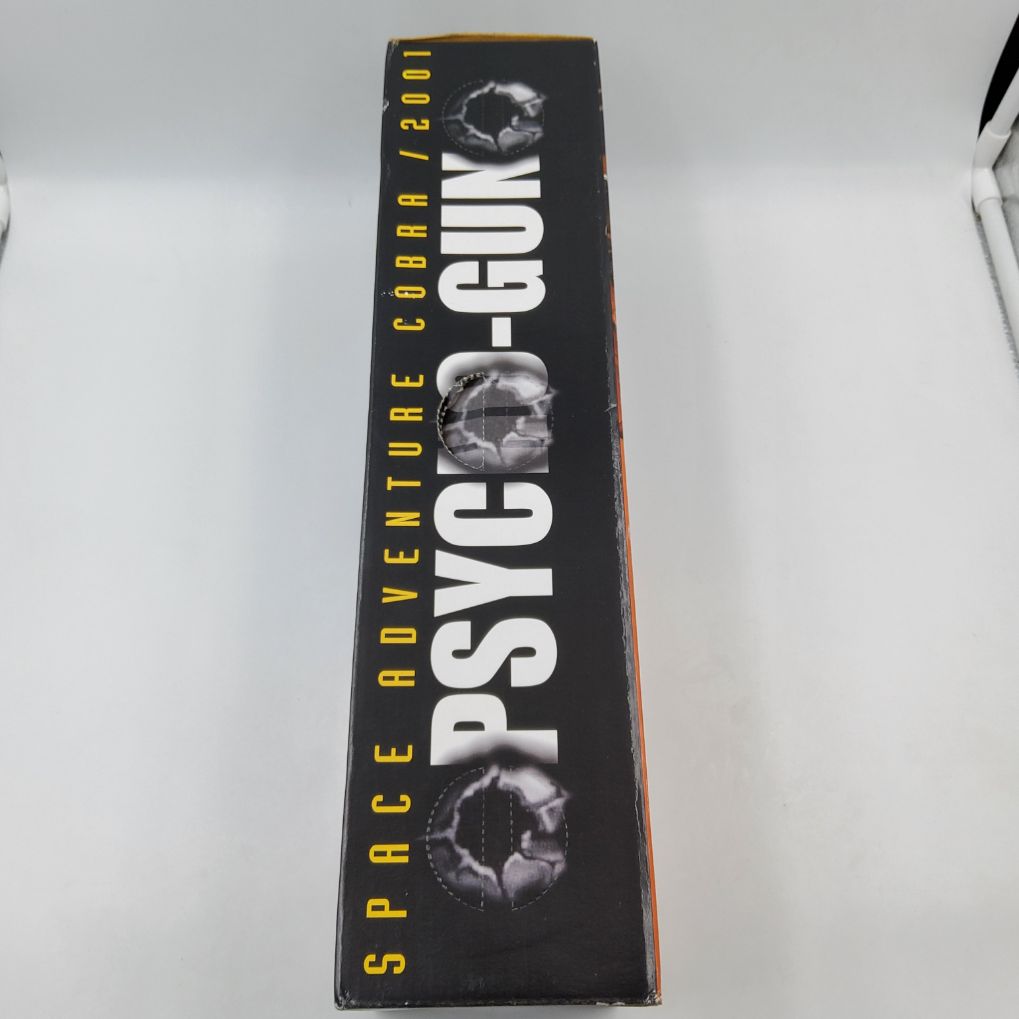 SPACE ADVENTURE COBRA / 2001
PSYCHO-GUN